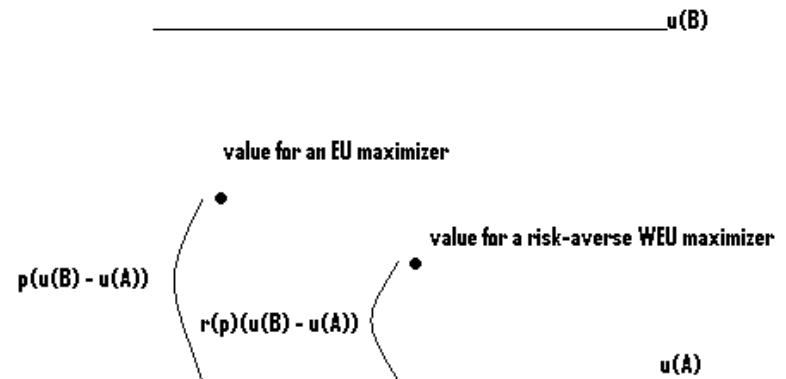 u(B)
value for an EU maximizer
value for a risk-averse WEU maximizer
p(u(B) - u(A))
r(p)(u(B) - u(A))
u(A)